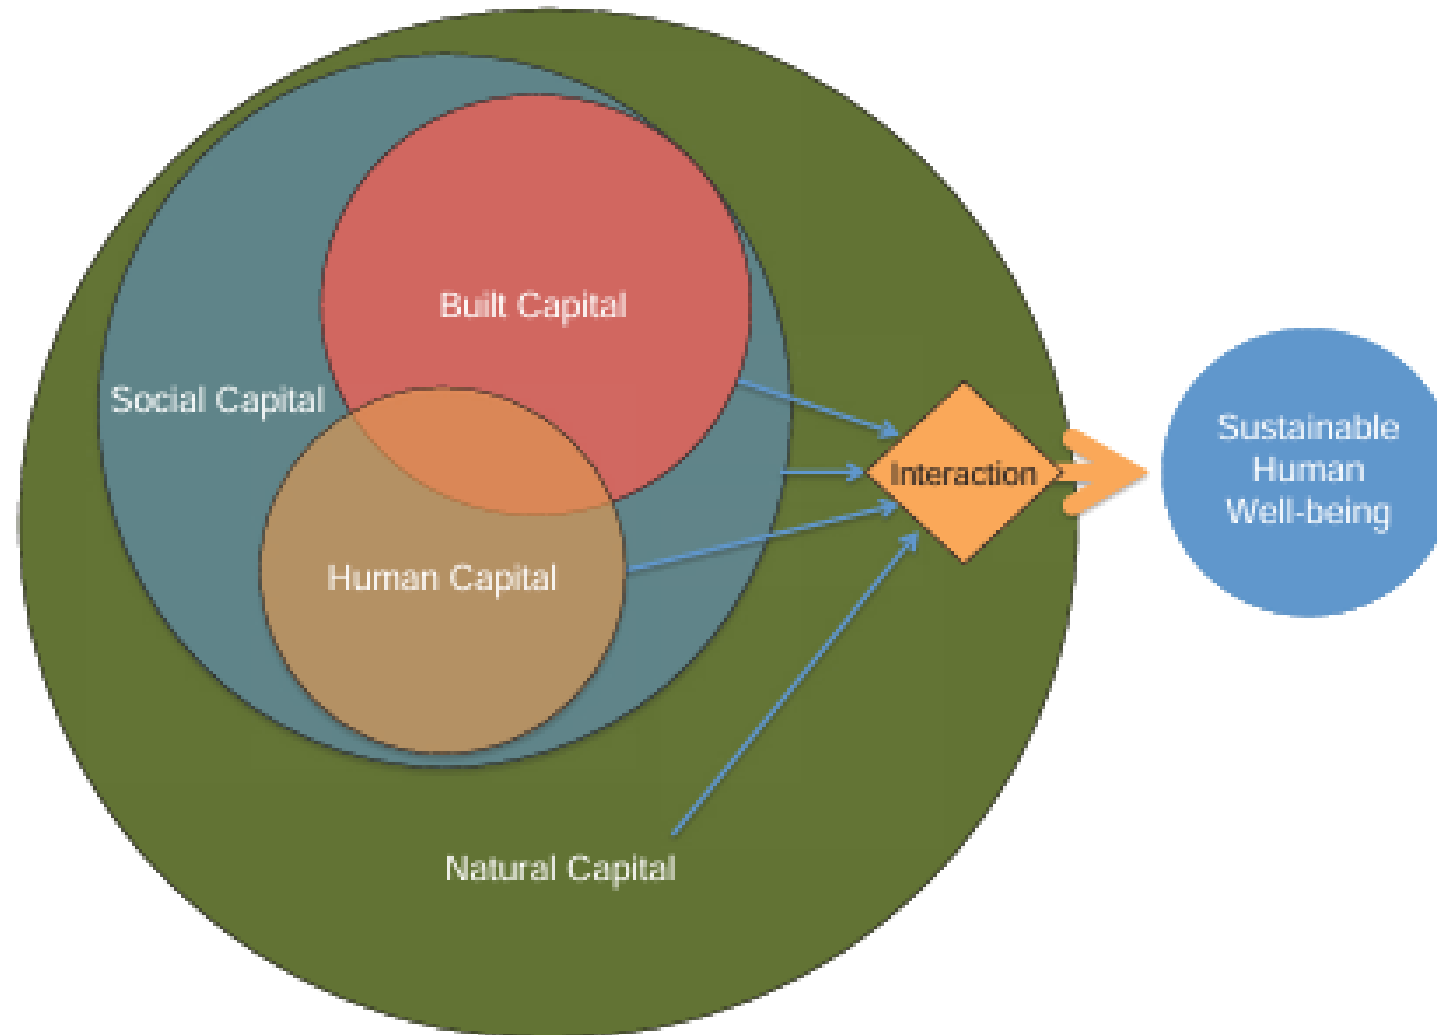 Built Capital
Social Capital
Interaction
Sustainable
Human
Well-being
Human Capital
Natural Capital